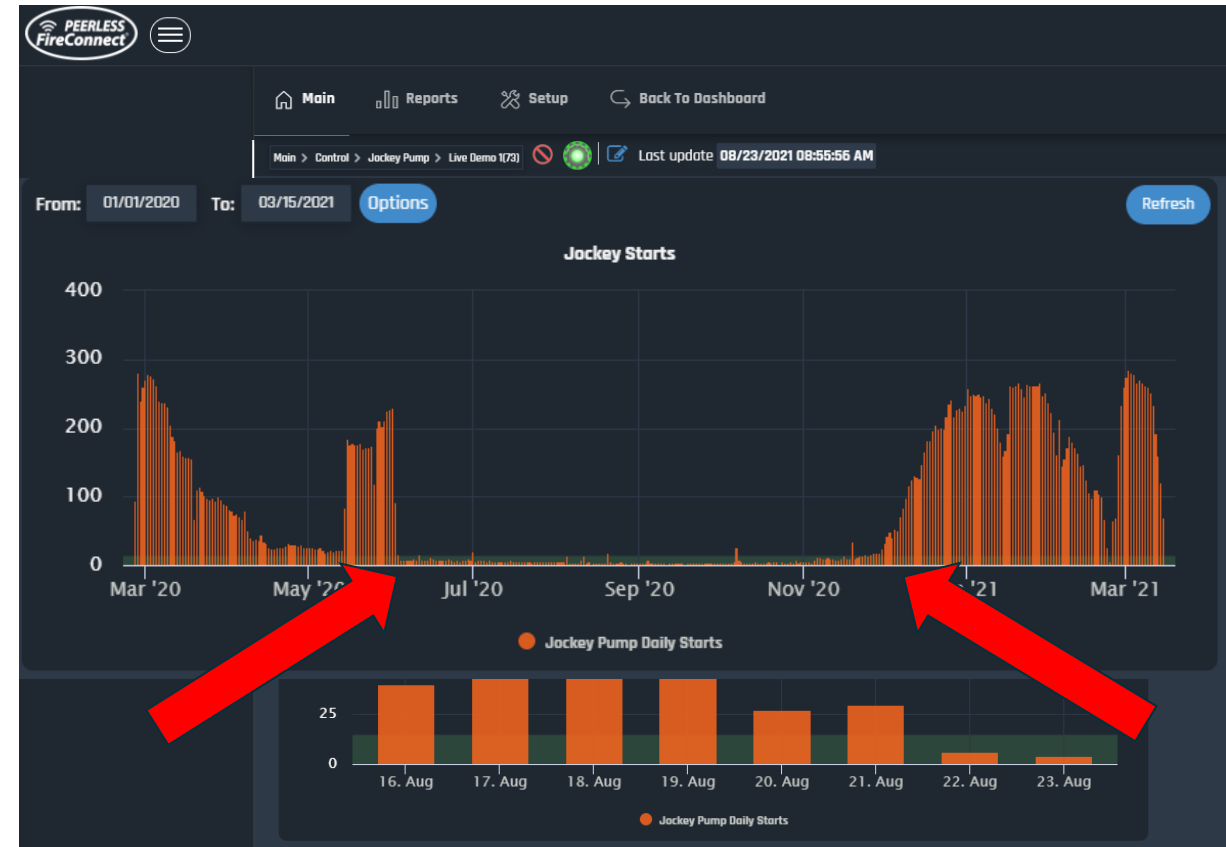 PEERLESS
FireConnect
Main Reports Setup Back To Dashboard
Main > Control > Jockey Pump > Live Demo 1(73) Last update 08/23/2021 08:55:56 AM
From: 01/01/2020 To: 03/15/2021 Options Refresh
Jockey Starts
400
300
200
100
0
Mar '20 May '20 Jul '20 Sep '20 Nov '20 '21 Mar '21
Jockey Pump Daily Starts
25
0
16. Aug 17. Aug 18. Aug 19. Aug 20. Aug 21. Aug 22. Aug 23. Aug
Jockey Pump Daily Starts